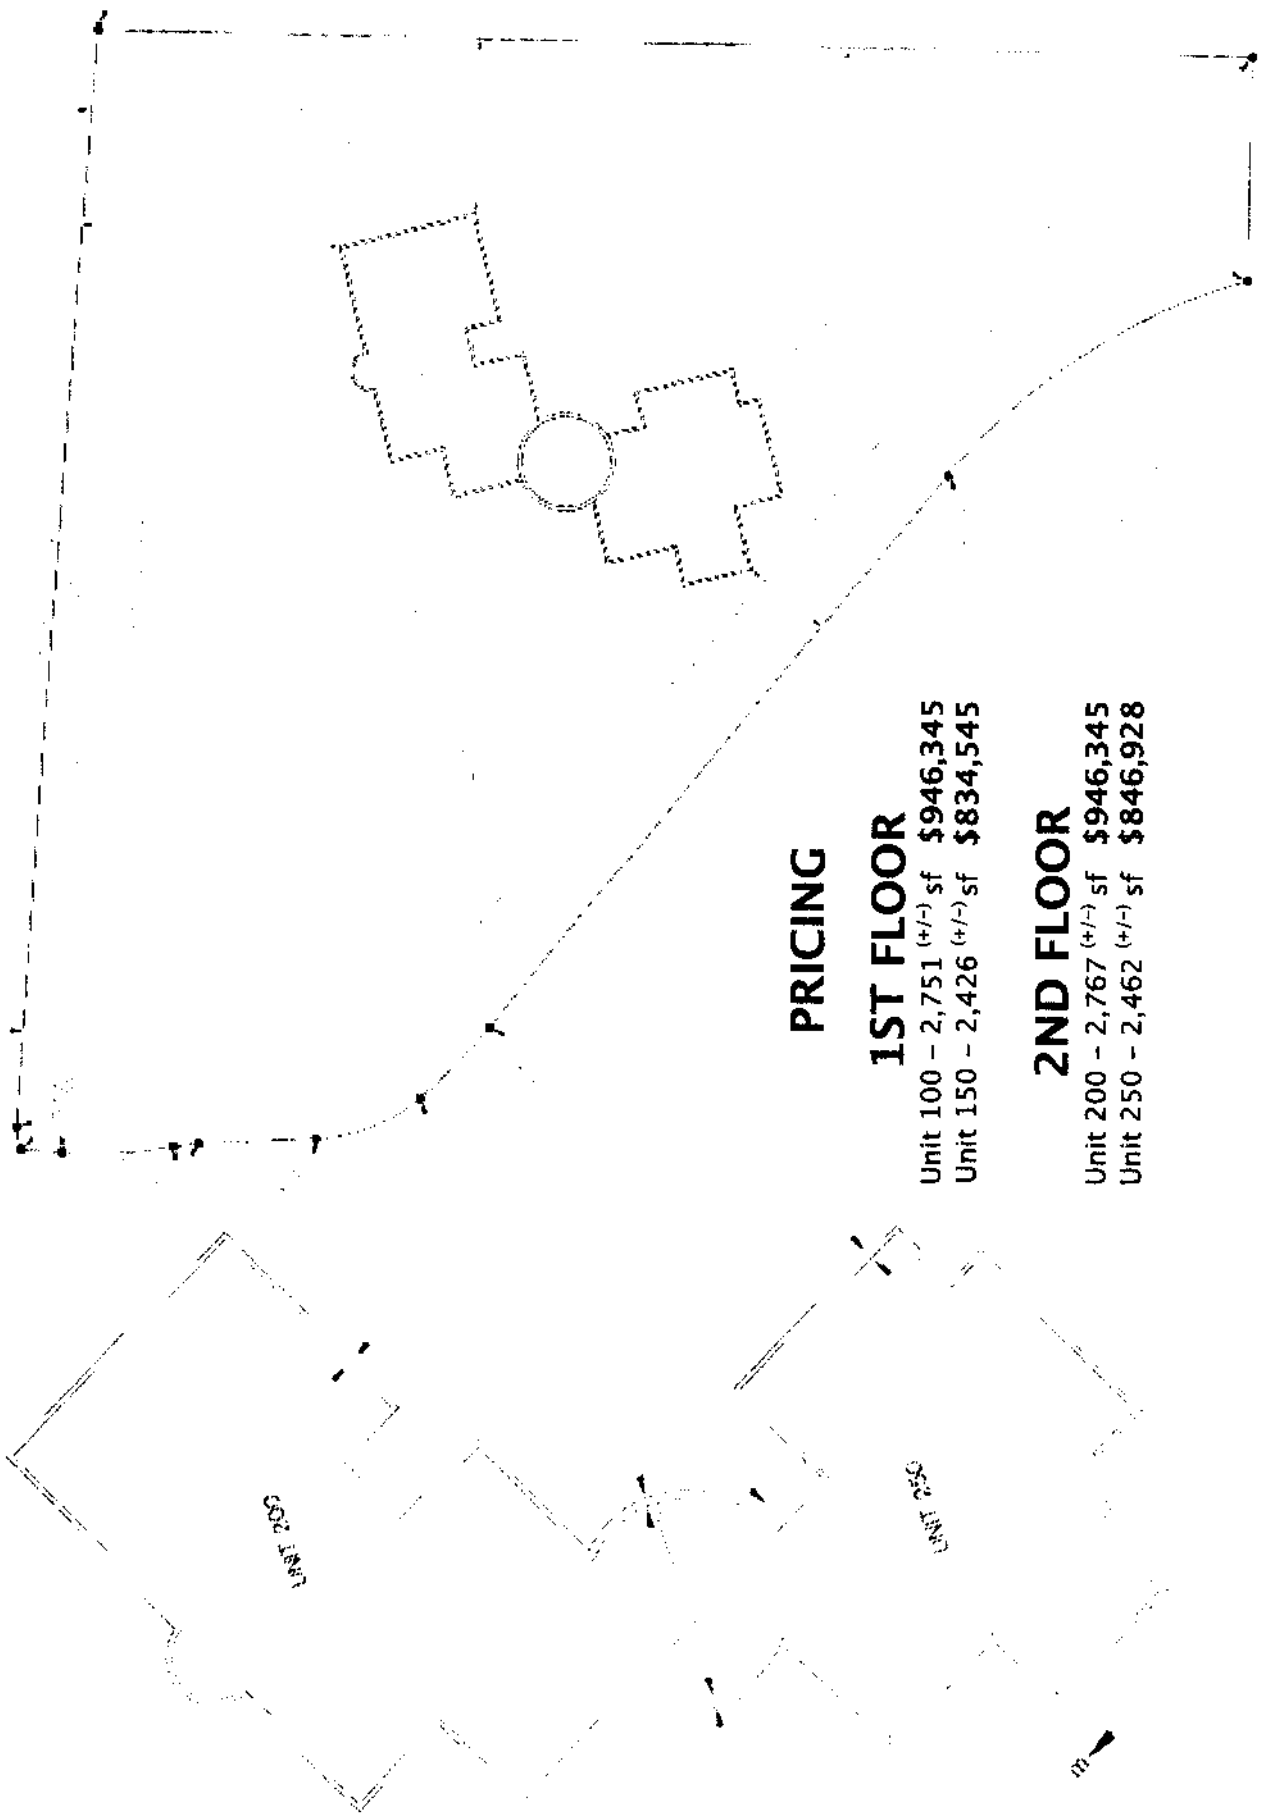 PRICING
1ST FLOOR
Unit 100 – 2,751 (+/-) sf $946,345
Unit 150 – 2,426 (+/-) sf $834,545
2ND FLOOR
Unit 200 – 2,767 (+/-) sf $946,345
Unit 250 – 2,462 (+/-) sf $846,928
UNIT 200
UNIT 250
m